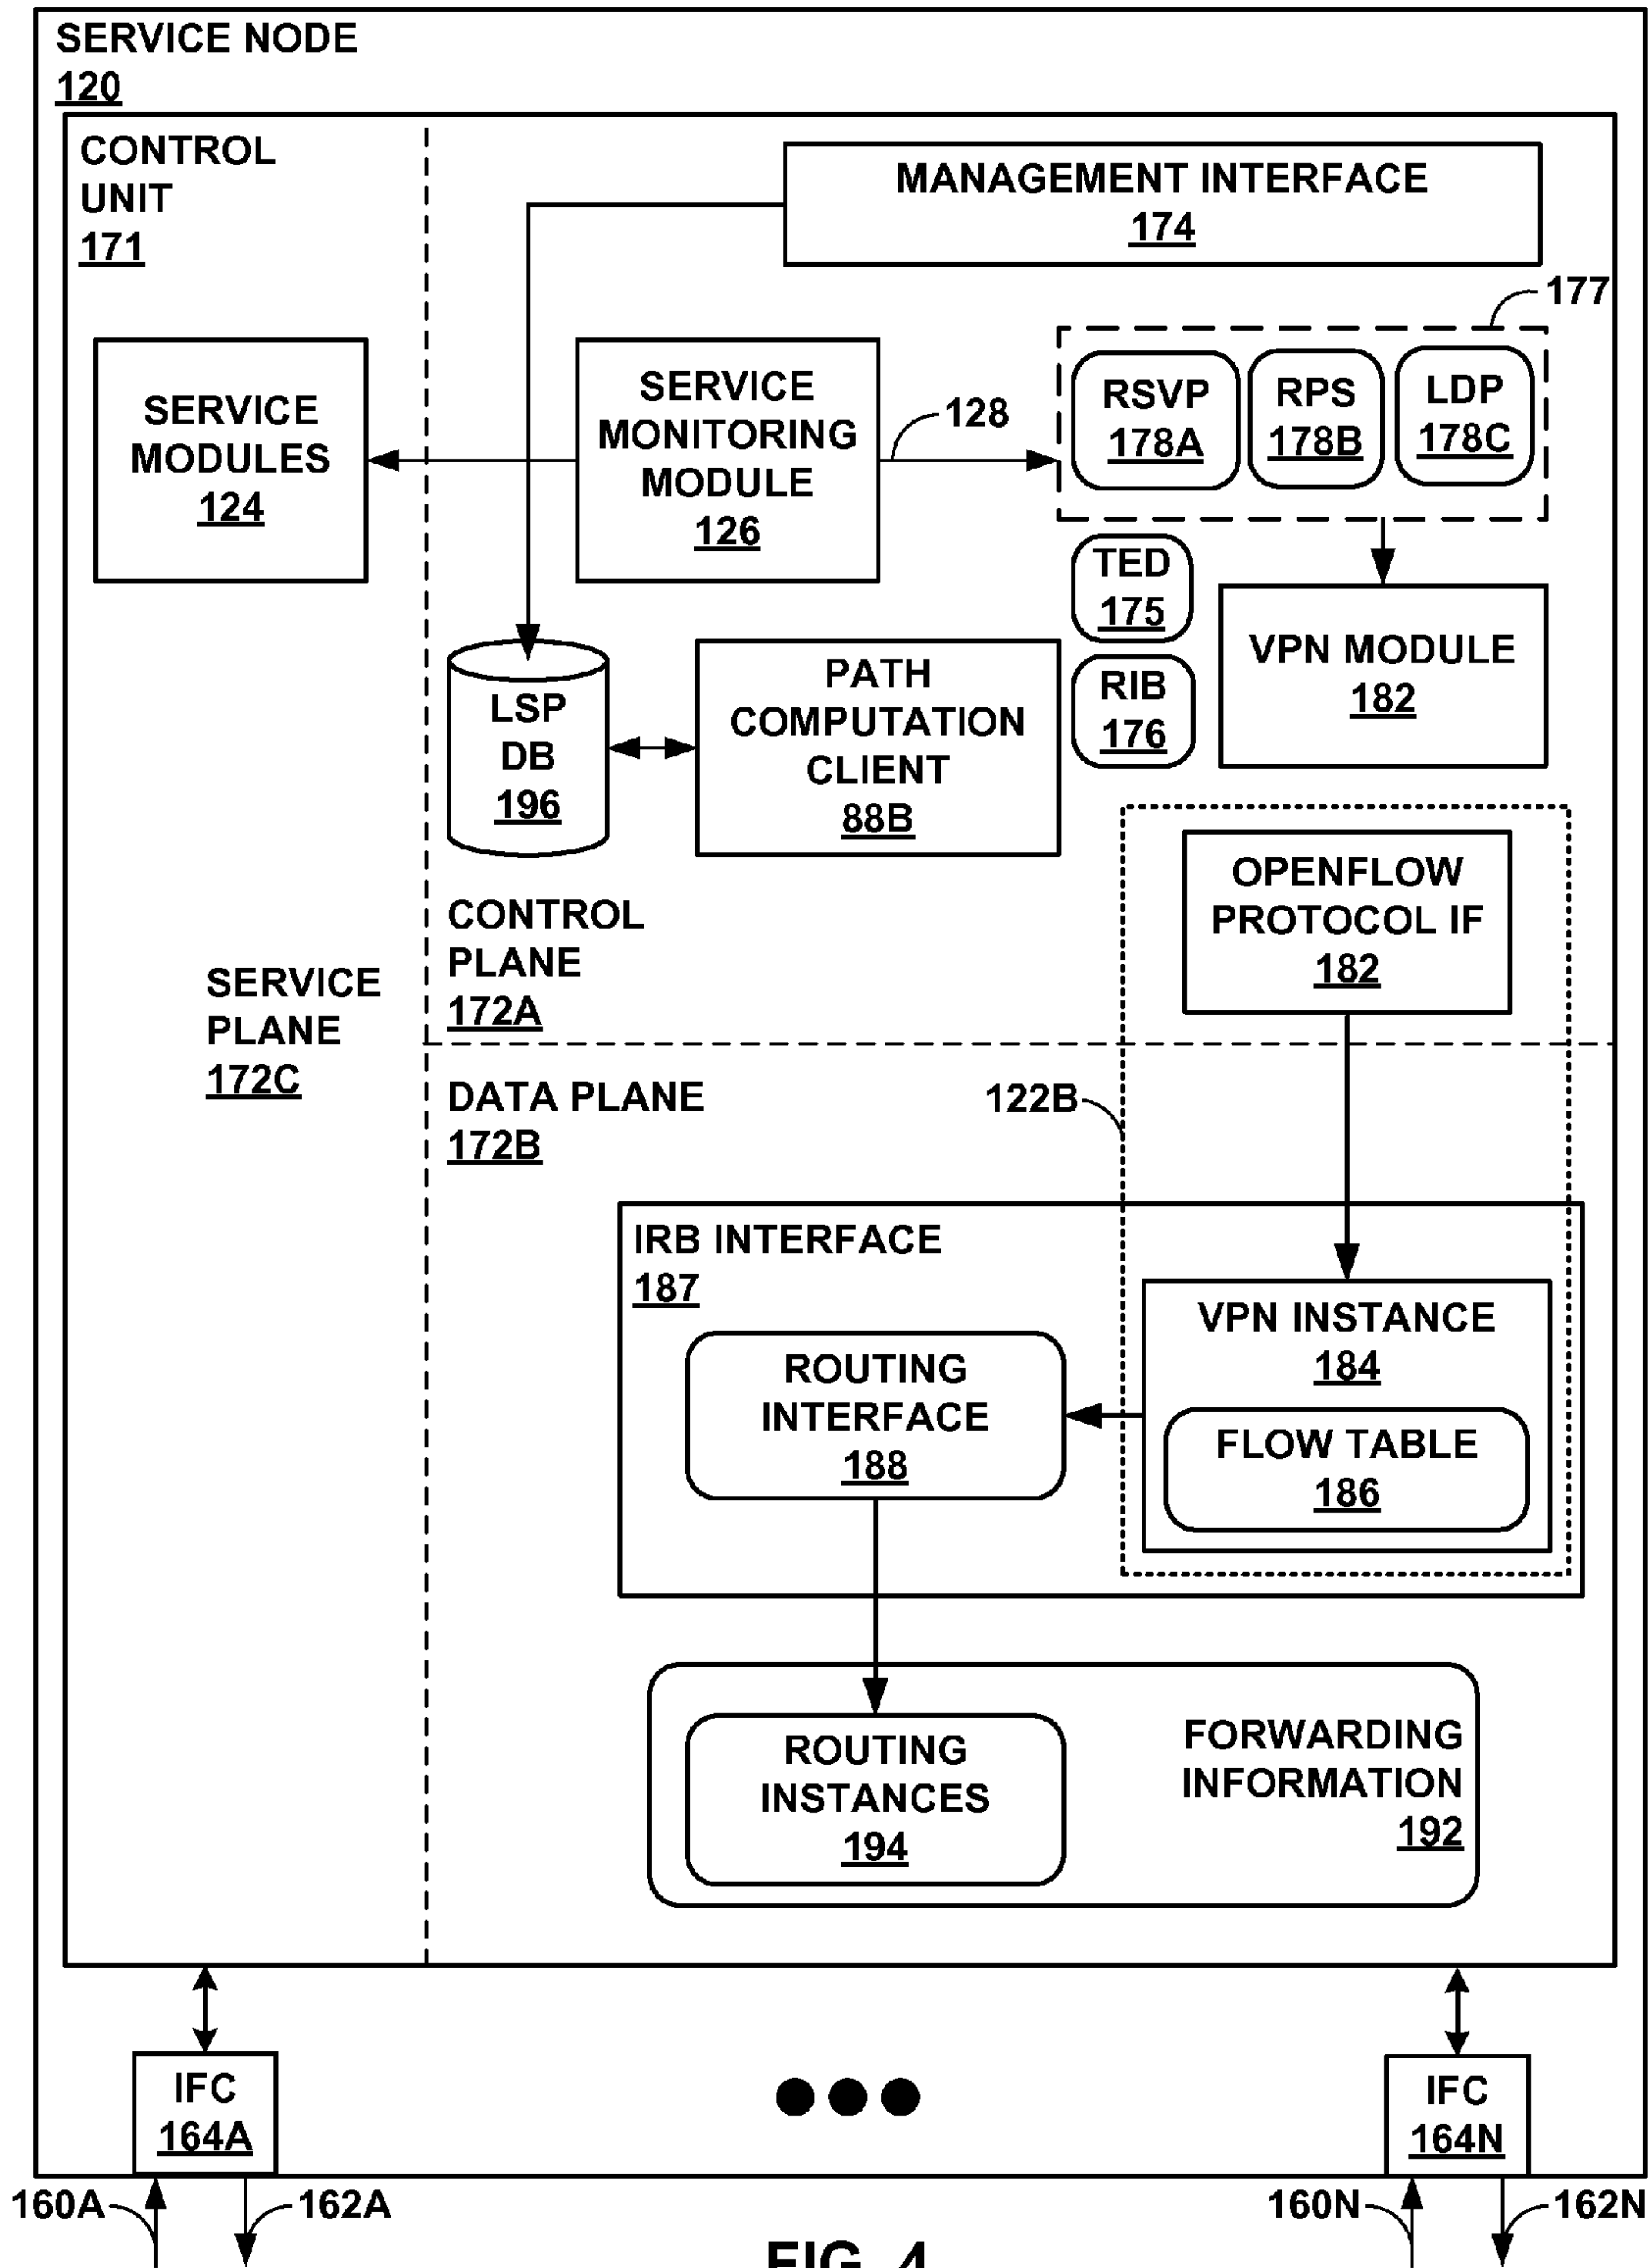 SERVICE NODE
120
CONTROL
UNIT
171
MANAGEMENT INTERFACE
174
177
SERVICE
MODULES
124
SERVICE
MONITORING
MODULE
126
128
RSVP
178A
RPS
178B
LDP
178C
TED
175
RIB
176
VPN MODULE
182
LSP
DB
196
PATH
COMPUTATION
CLIENT
88B
OPENFLOW
PROTOCOL IF
182
CONTROL
PLANE
172A
SERVICE
PLANE
172C
DATA PLANE
172B
122B
IRB INTERFACE
187
VPN INSTANCE
184
FLOW TABLE
186
ROUTING
INTERFACE
188
ROUTING
INSTANCES
194
FORWARDING
INFORMATION
192
IFC
164A
IFC
164N
160A
162A
160N
162N
FIG. 4